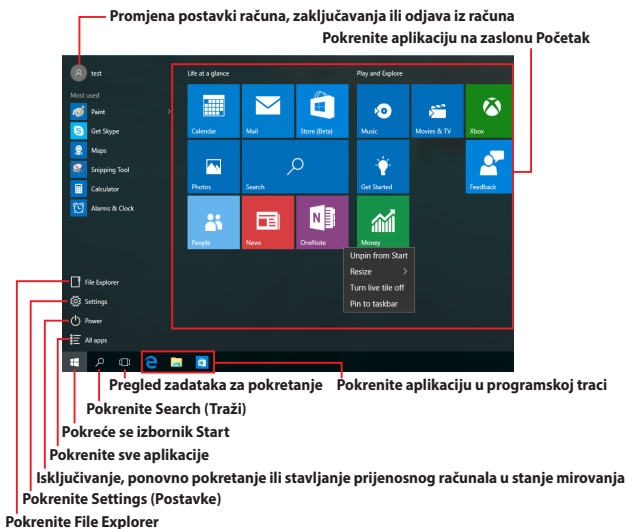 Promjena postavki računa, zaključavanja ili odjava iz računa
Pokrenite aplikaciju na zaslonu Početak
test
Most used
Paint
Get Skype
Maps
Snipping Tool
Calculator
Alarms & Clock
File Explorer
Settings
Power
All apps
Life at a glance
Play and Explore
Calendar
Mail
Store (Beta)
Music
Movies & TV
Xbox
Photos
Search
Get Started
Feedback
People
News
OneNote
Money
Unpin from Start
Resize
Turn live tile off
Pin to taskbar
Pregled zadataka za pokretanje
Pokrenite aplikaciju u programskoj traci
Pokrenite Search (Traži)
Pokreće se izbornik Start
Pokrenite sve aplikacije
Isključivanje, ponovno pokretanje ili stavljanje prijenosnog računala u stanje mirovanja
Pokrenite Settings (Postavke)
Pokrenite File Explorer